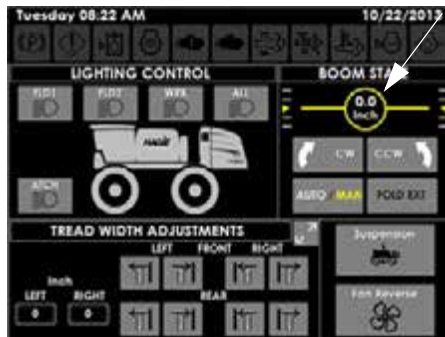 Tuesday 08:22 AM 10/22/2013
LIGHTING CONTROL
BOOM STA
FLD1 FLD2 WRK ALL
0.0
Inch
CW CCW
AUTO MAN FOLD EXT
ATCH
HAGIE
TREAD WIDTH ADJUSTMENTS
LEFT FRONT RIGHT
Suspension
Inch
LEFT RIGHT
REAR
0 0
Fan Reverse